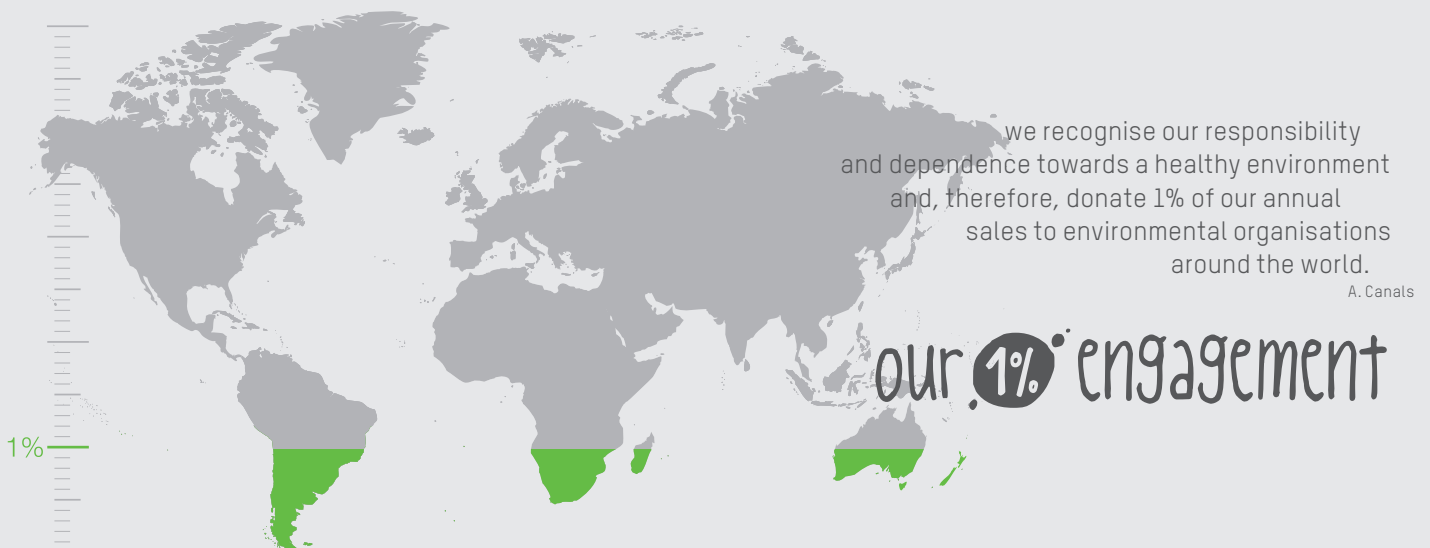 we recognise our responsibility
and dependence towards a healthy environment
and, therefore, donate 1% of our annual
sales to environmental organisations
around the world.
A. Canals
our 1% engagement
1%